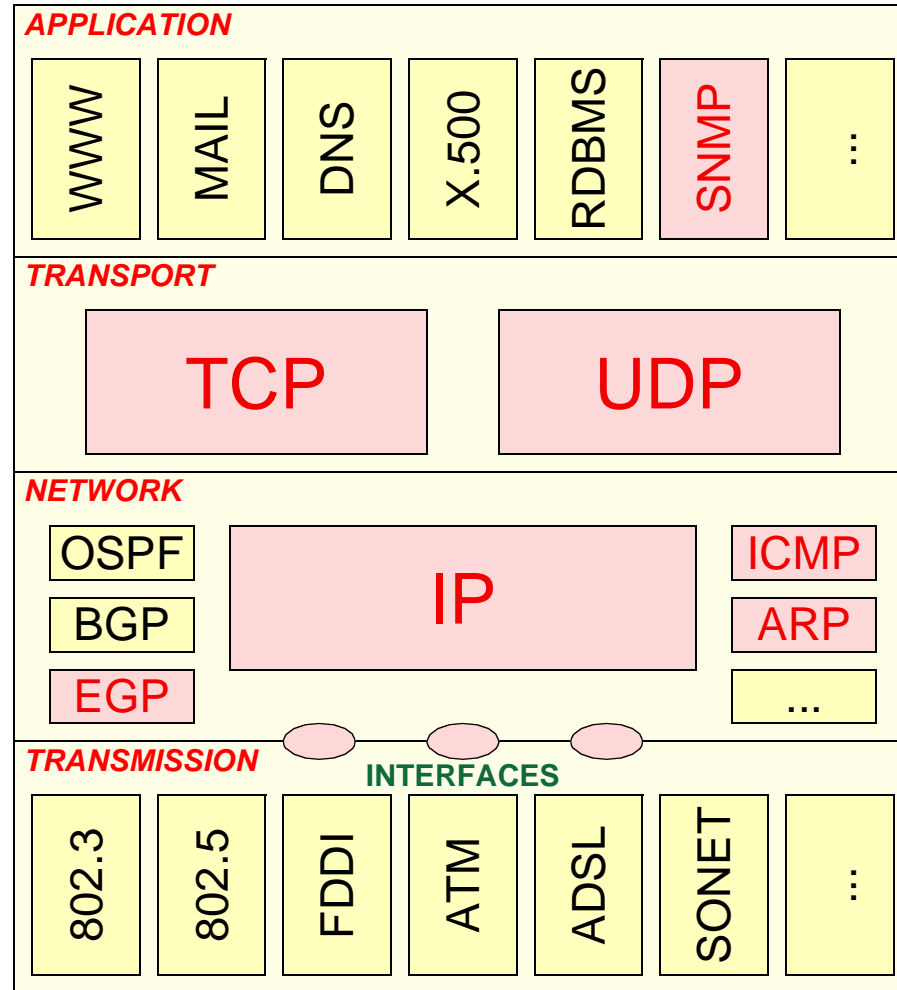 APPLICATION
WWW
MAIL
DNS
X.500
RDBMS
SNMP
...
TRANSPORT
TCP
UDP
NETWORK
OSPF
BGP
EGP
IP
ICMP
ARP
...
TRANSMISSION
INTERFACES
802.3
802.5
FDDI
ATM
ADSL
SONET
...